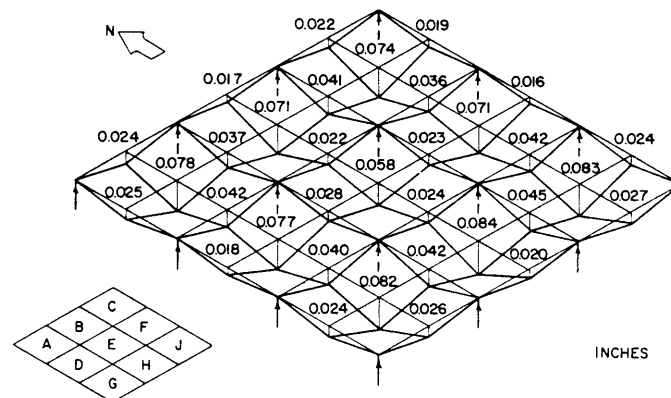 0.022 0.019
N
0.074
0.017 0.041 0.036 0.016
0.071 0.071
0.024 0.037 0.022 0.023 0.042 0.024
0.078 0.058 0.083
0.025 0.042 0.028 0.024 0.045 0.027
0.077 0.084
0.018 0.040 0.042 0.020
0.082
0.024 0.026
C
B F
A E J
D H
G
INCHES